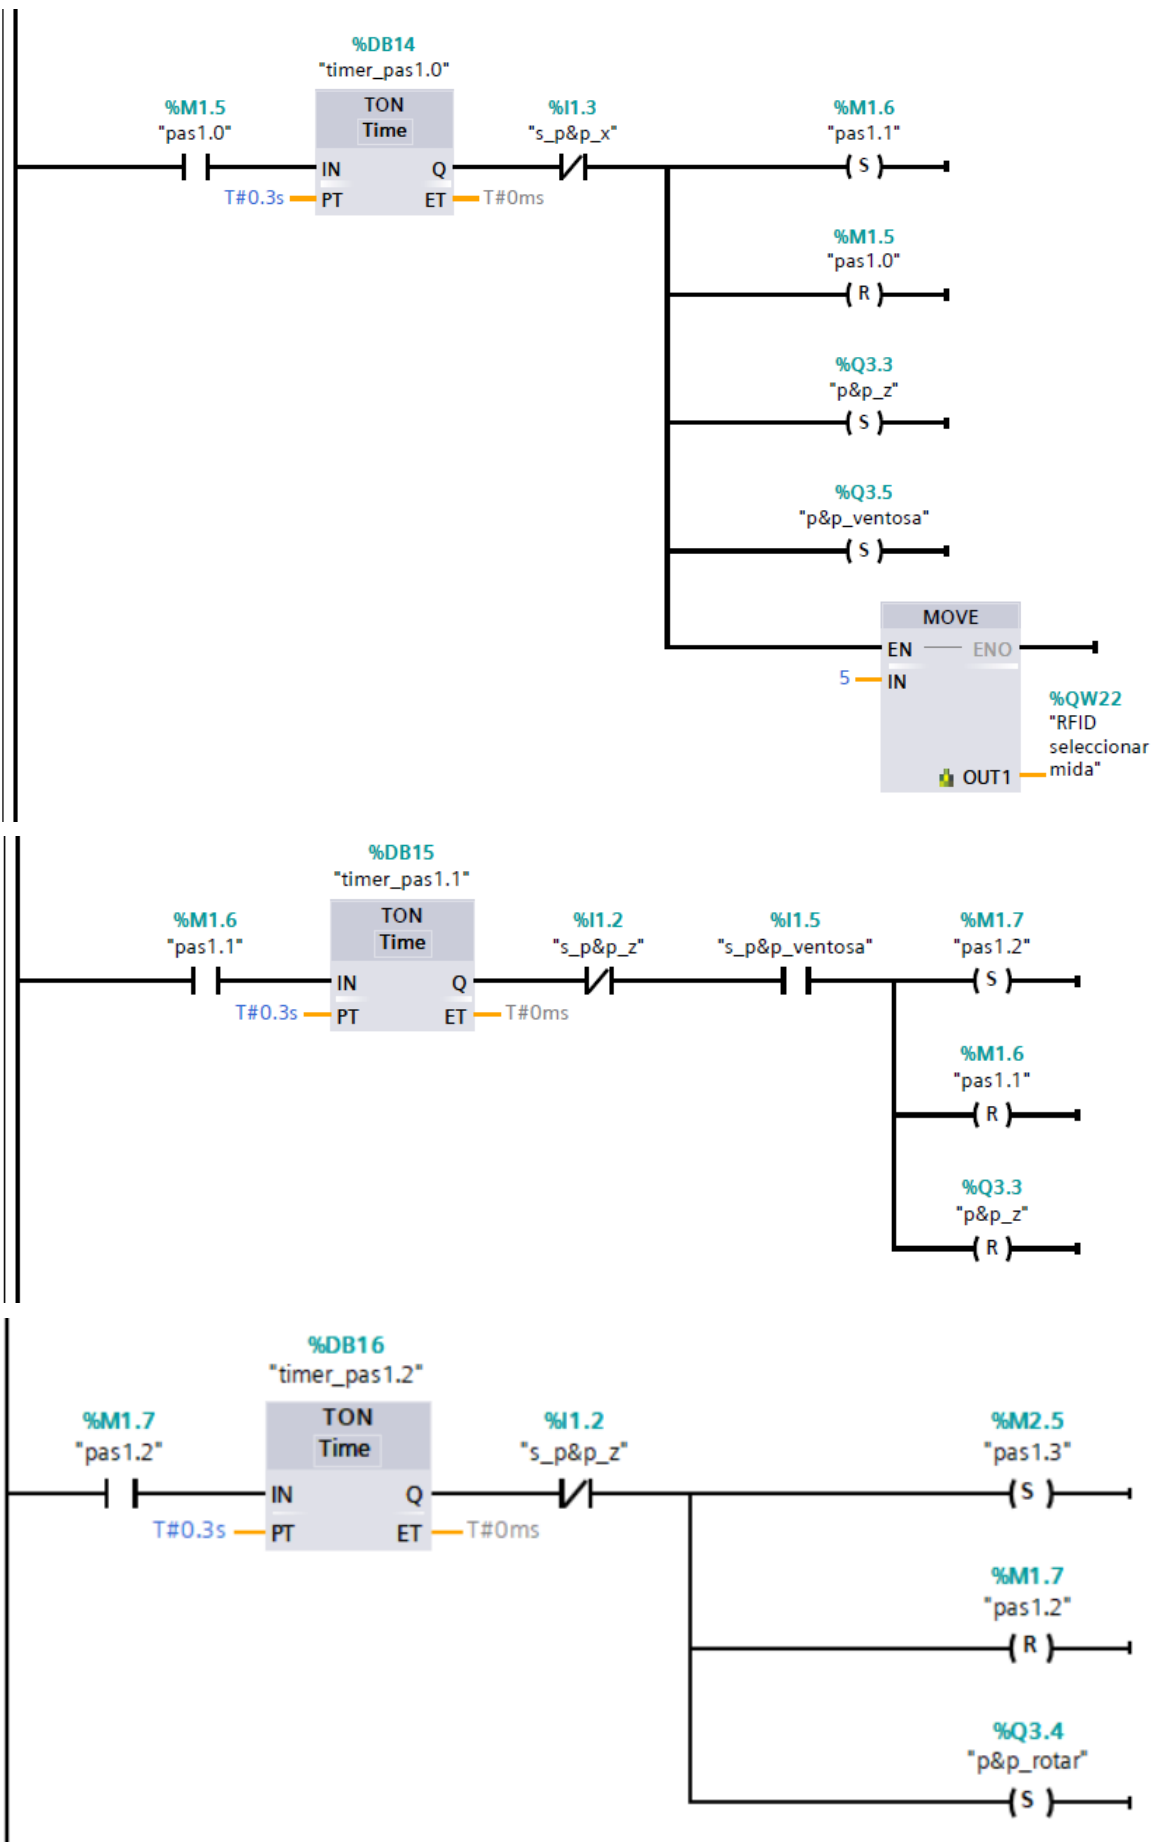 %DB14
"timer_pas1.0"
%M1.5
"pas1.0"
TON
Time
IN
Q
T#0.3s
PT
ET
T#0ms
%I1.3
"s_p&p_x"
%M1.6
"pas1.1"
( S )
%M1.5
"pas1.0"
( R )
%Q3.3
"p&p_z"
( S )
%Q3.5
"p&p_ventosa"
( S )
MOVE
EN
ENO
5
IN
OUT1
%QW22
"RFID
seleccionar
mida"
%DB15
"timer_pas1.1"
%M1.6
"pas1.1"
TON
Time
IN
Q
T#0.3s
PT
ET
T#0ms
%I1.2
"s_p&p_z"
%I1.5
"s_p&p_ventosa"
%M1.7
"pas1.2"
( S )
%M1.6
"pas1.1"
( R )
%Q3.3
"p&p_z"
( R )
%DB16
"timer_pas1.2"
%M1.7
"pas1.2"
TON
Time
IN
Q
T#0.3s
PT
ET
T#0ms
%I1.2
"s_p&p_z"
%M2.5
"pas1.3"
( S )
%M1.7
"pas1.2"
( R )
%Q3.4
"p&p_rotar"
( S )